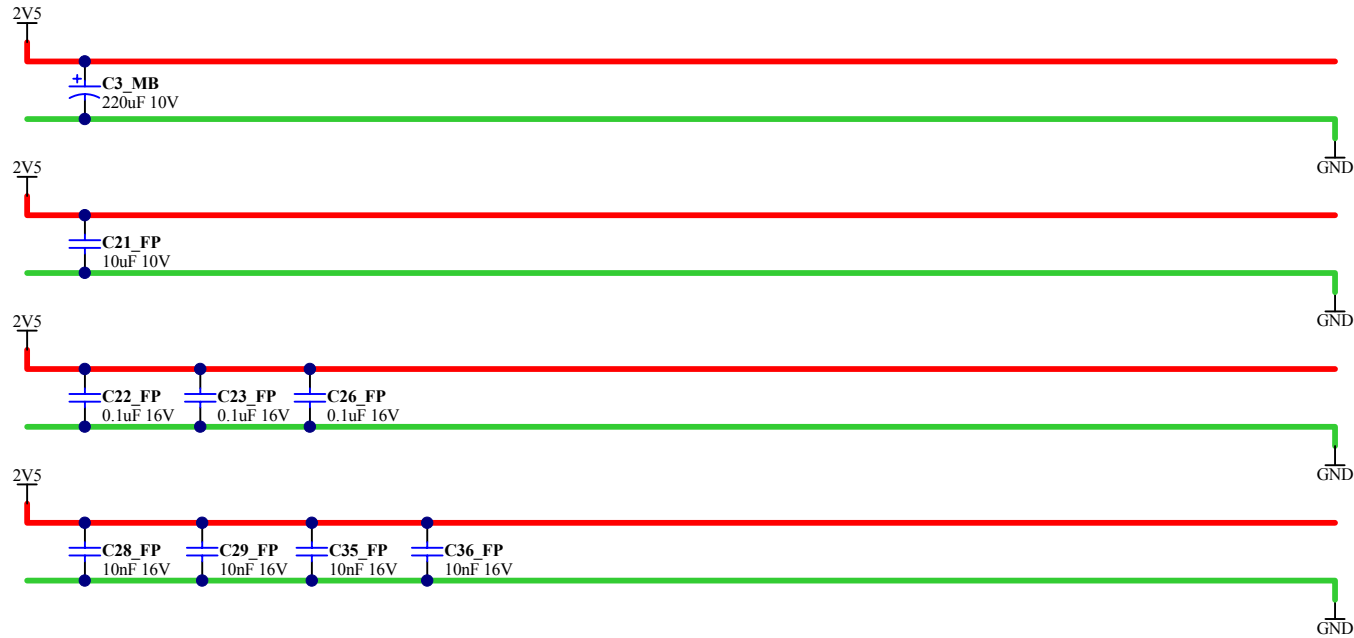 2V5
C3_MB
220uF 10V
GND
2V5
C21_FP
10uF 10V
GND
2V5
C22_FP C23_FP C26_FP
0.1uF 16V 0.1uF 16V 0.1uF 16V
GND
2V5
C28_FP C29_FP C35_FP C36_FP
10nF 16V 10nF 16V 10nF 16V 10nF 16V
GND